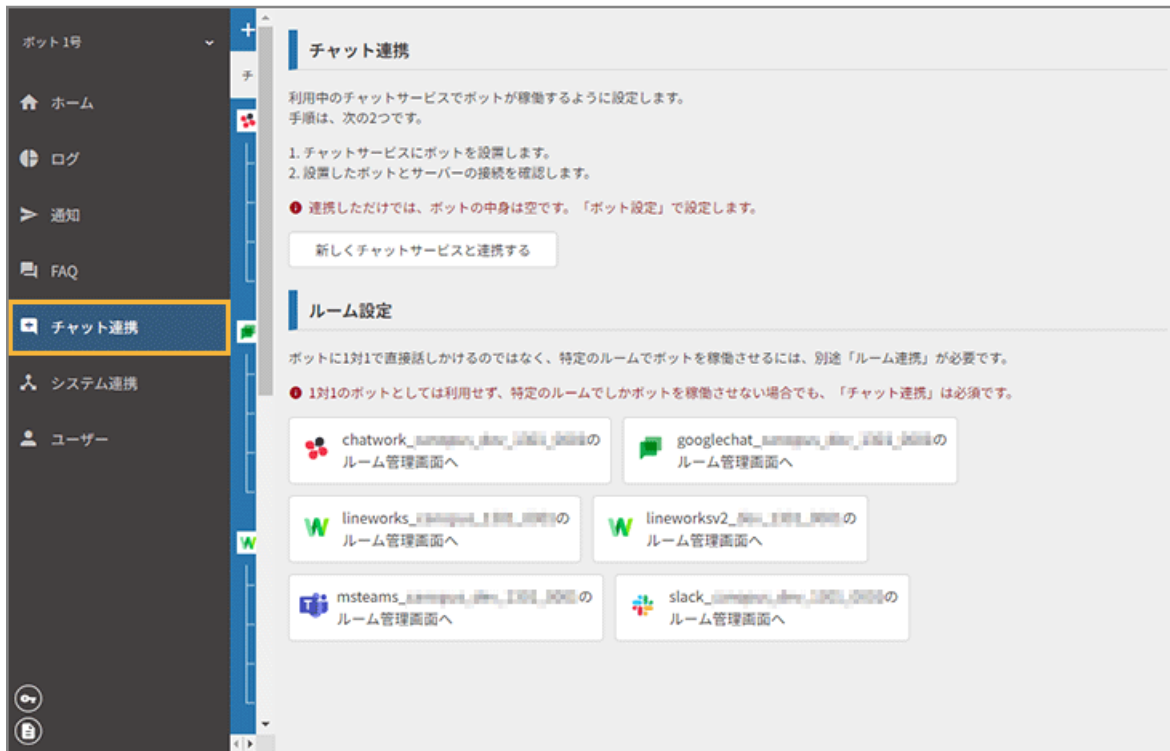 ボット1号
ホーム
ログ
通知
FAQ
チャット連携
システム連携
ユーザー
チ
チャット連携
利用中のチャットサービスでボットが稼働するように設定します。
手順は、次の2つです。
1. チャットサービスにボットを設置します。
2. 設置したボットとサーバーの接続を確認します。
連携しただけでは、ボットの中身は空です。「ボット設定」で設定します。
新しくチャットサービスと連携する
ルーム設定
ボットに1対1で直接話しかけるのではなく、特定のルームでボットを稼働させるには、別途「ルーム連携」が必要です。
1対1のボットとしては利用せず、特定のルームでしかボットを稼働させない場合でも、「チャット連携」は必須です。
chatwork_ の
ルーム管理画面へ
googlechat_ の
ルーム管理画面へ
lineworks_ の
ルーム管理画面へ
lineworksv2_ の
ルーム管理画面へ
msteams_ の
ルーム管理画面へ
slack_ の
ルーム管理画面へ